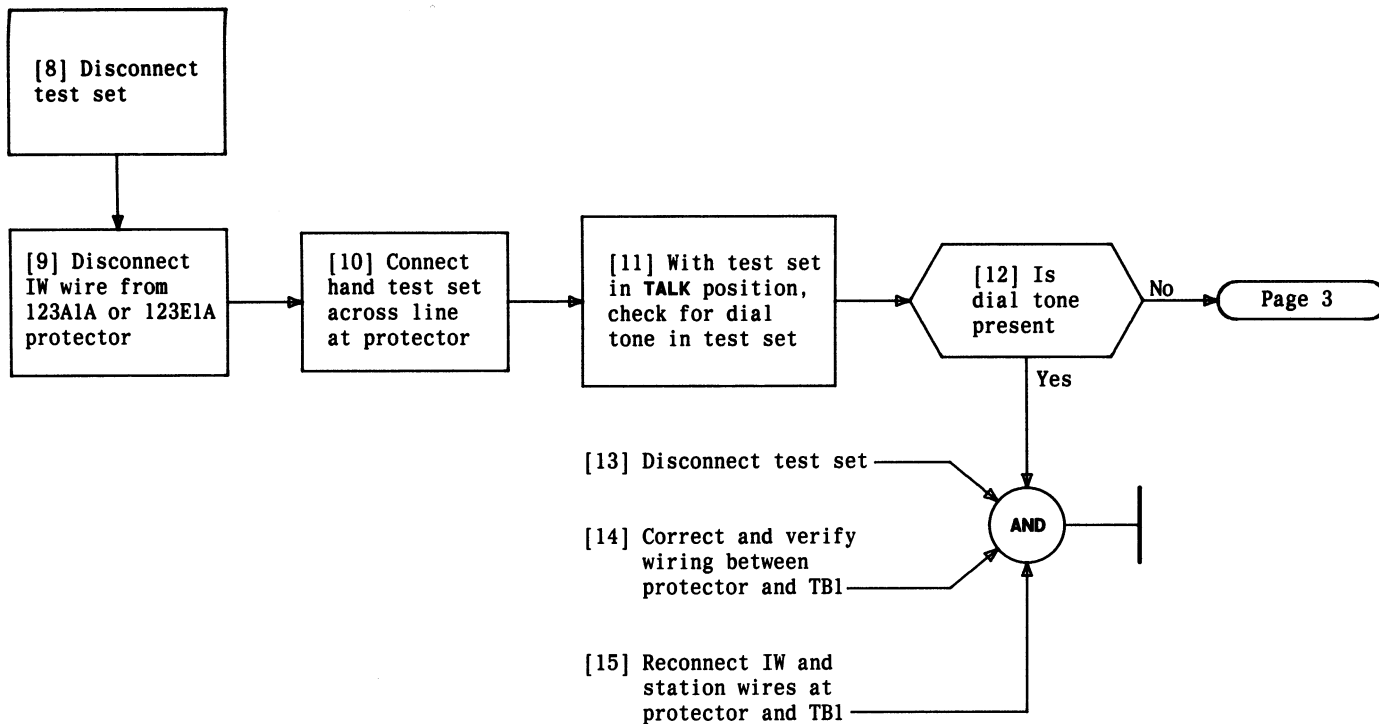 [8] Disconnect
test set
[9] Disconnect
IW wire from
123A1A or 123E1A
protector
[10] Connect
hand test set
across line
at protector
[11] With test set
in TALK position,
check for dial
tone in test set
[12] Is
dial tone
present
No
Page 3
Yes
[13] Disconnect test set
AND
[14] Correct and verify
wiring between
protector and TB1
[15] Reconnect IW and
station wires at
protector and TB1